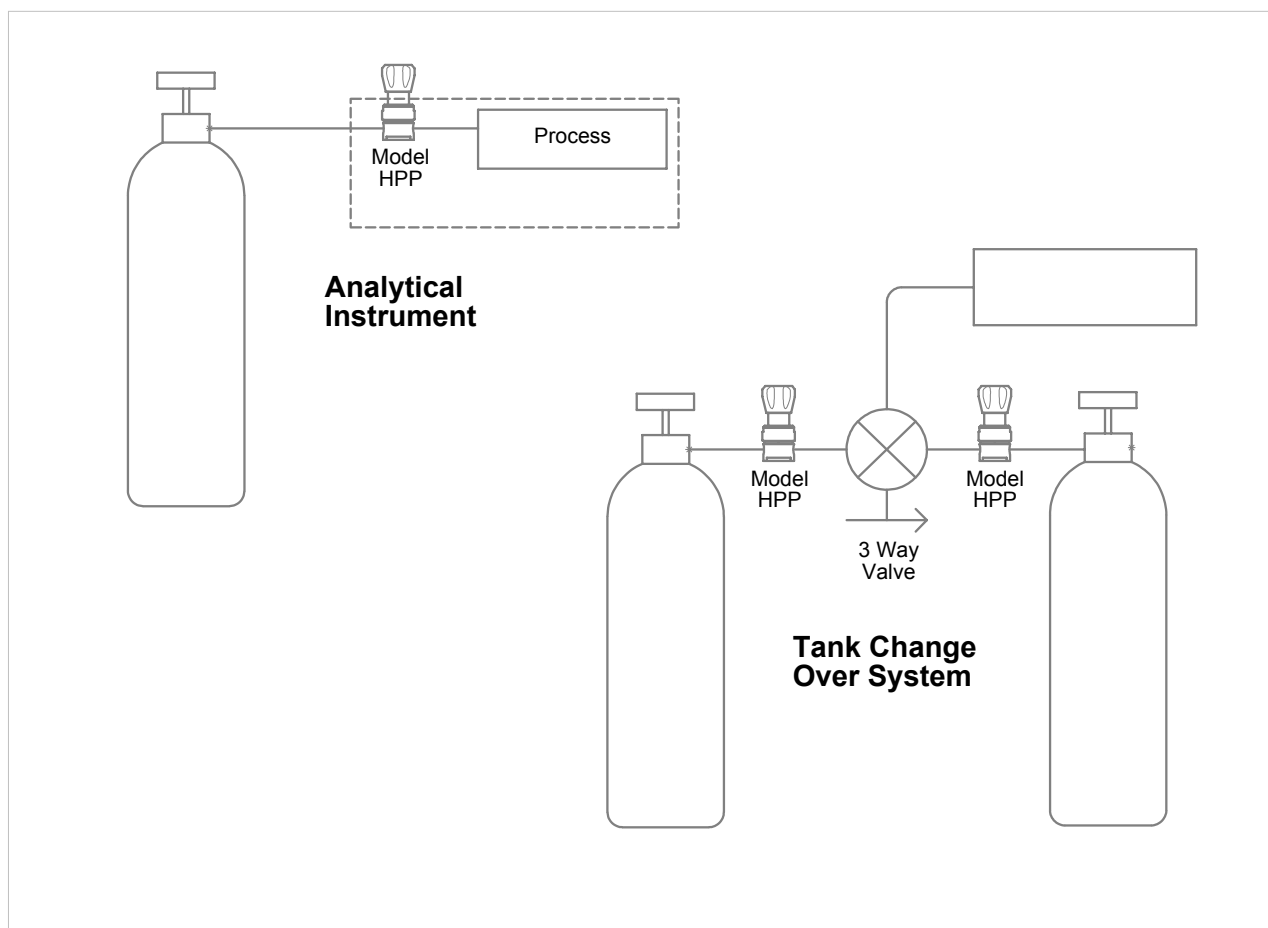 Process
Model
HPP
Analytical
Instrument
Model
HPP
Model
HPP
3 Way
Valve
Tank Change
Over System